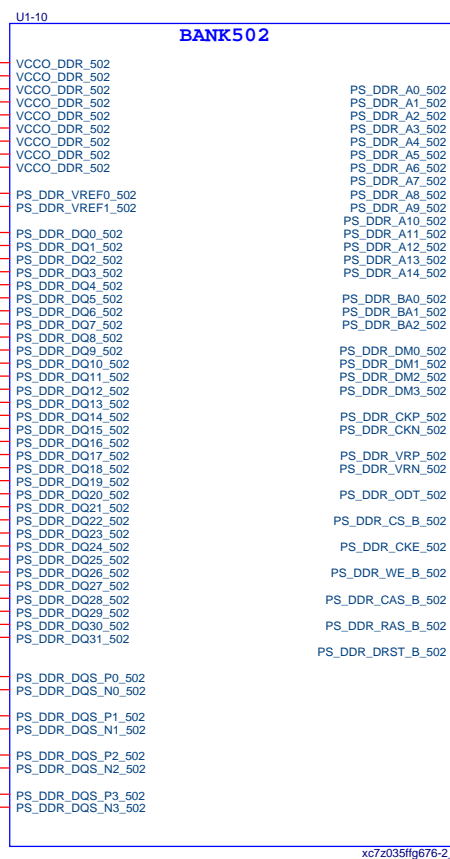 U1-10
BANK502
VCCO_DDR_502
VCCO_DDR_502
VCCO_DDR_502
VCCO_DDR_502
VCCO_DDR_502
VCCO_DDR_502
VCCO_DDR_502
VCCO_DDR_502
VCCO_DDR_502
PS_DDR_VREF0_502
PS_DDR_VREF1_502
PS_DDR_DQ0_502
PS_DDR_DQ1_502
PS_DDR_DQ2_502
PS_DDR_DQ3_502
PS_DDR_DQ4_502
PS_DDR_DQ5_502
PS_DDR_DQ6_502
PS_DDR_DQ7_502
PS_DDR_DQ8_502
PS_DDR_DQ9_502
PS_DDR_DQ10_502
PS_DDR_DQ11_502
PS_DDR_DQ12_502
PS_DDR_DQ13_502
PS_DDR_DQ14_502
PS_DDR_DQ15_502
PS_DDR_DQ16_502
PS_DDR_DQ17_502
PS_DDR_DQ18_502
PS_DDR_DQ19_502
PS_DDR_DQ20_502
PS_DDR_DQ21_502
PS_DDR_DQ22_502
PS_DDR_DQ23_502
PS_DDR_DQ24_502
PS_DDR_DQ25_502
PS_DDR_DQ26_502
PS_DDR_DQ27_502
PS_DDR_DQ28_502
PS_DDR_DQ29_502
PS_DDR_DQ30_502
PS_DDR_DQ31_502
PS_DDR_DQS_P0_502
PS_DDR_DQS_N0_502
PS_DDR_DQS_P1_502
PS_DDR_DQS_N1_502
PS_DDR_DQS_P2_502
PS_DDR_DQS_N2_502
PS_DDR_DQS_P3_502
PS_DDR_DQS_N3_502
PS_DDR_A0_502
PS_DDR_A1_502
PS_DDR_A2_502
PS_DDR_A3_502
PS_DDR_A4_502
PS_DDR_A5_502
PS_DDR_A6_502
PS_DDR_A7_502
PS_DDR_A8_502
PS_DDR_A9_502
PS_DDR_A10_502
PS_DDR_A11_502
PS_DDR_A12_502
PS_DDR_A13_502
PS_DDR_A14_502
PS_DDR_BA0_502
PS_DDR_BA1_502
PS_DDR_BA2_502
PS_DDR_DM0_502
PS_DDR_DM1_502
PS_DDR_DM2_502
PS_DDR_DM3_502
PS_DDR_CKP_502
PS_DDR_CKN_502
PS_DDR_VRP_502
PS_DDR_VRN_502
PS_DDR_ODT_502
PS_DDR_CS_B_502
PS_DDR_CKE_502
PS_DDR_WE_B_502
PS_DDR_CAS_B_502
PS_DDR_RAS_B_502
PS_DDR_DRST_B_502
xc7z035ffg676-2_